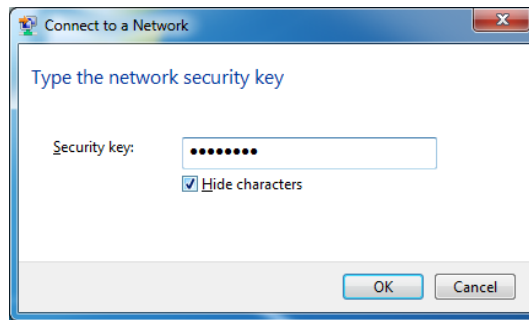 Connect to a Network
Type the network security key
Security key:
••••••••
Hide characters
OK
Cancel